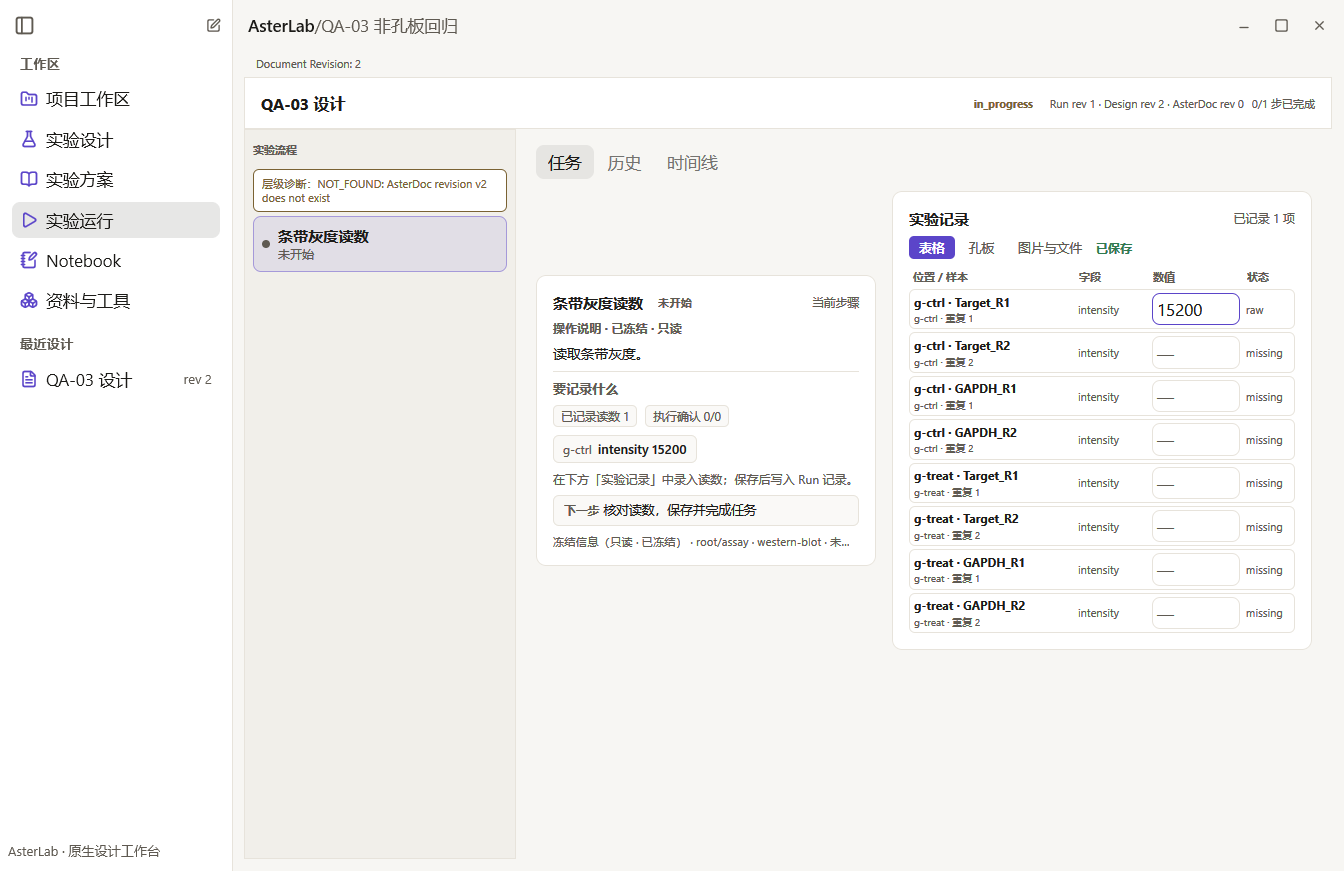 AsterLab/QA-03 非孔板回归
工作区
项目工作区
实验设计
实验方案
实验运行
Notebook
资料与工具
最近设计
QA-03 设计 rev 2
AsterLab · 原生设计工作台
Document Revision: 2
QA-03 设计
in_progress Run rev 1 · Design rev 2 · AsterDoc rev 0 0/1 步已完成
实验流程
层级诊断：NOT_FOUND: AsterDoc revision v2
does not exist
条带灰度读数
未开始
任务 历史 时间线
条带灰度读数 未开始 当前步骤
操作说明 · 已冻结 · 只读
读取条带灰度。
要记录什么
已记录读数 1 执行确认 0/0
g-ctrl intensity 15200
在下方「实验记录」中录入读数；保存后写入 Run 记录。
下一步 核对读数，保存并完成任务
冻结信息（只读 · 已冻结） · root/assay · western-blot · 未...
实验记录 已记录 1 项
表格 孔板 图片与文件 已保存
位置 / 样本 字段 数值 状态
g-ctrl · Target_R1 intensity 15200 raw
g-ctrl · 重复 1
g-ctrl · Target_R2 intensity — missing
g-ctrl · 重复 2
g-ctrl · GAPDH_R1 intensity — missing
g-ctrl · 重复 1
g-ctrl · GAPDH_R2 intensity — missing
g-ctrl · 重复 2
g-treat · Target_R1 intensity — missing
g-treat · 重复 1
g-treat · Target_R2 intensity — missing
g-treat · 重复 2
g-treat · GAPDH_R1 intensity — missing
g-treat · 重复 1
g-treat · GAPDH_R2 intensity — missing
g-treat · 重复 2